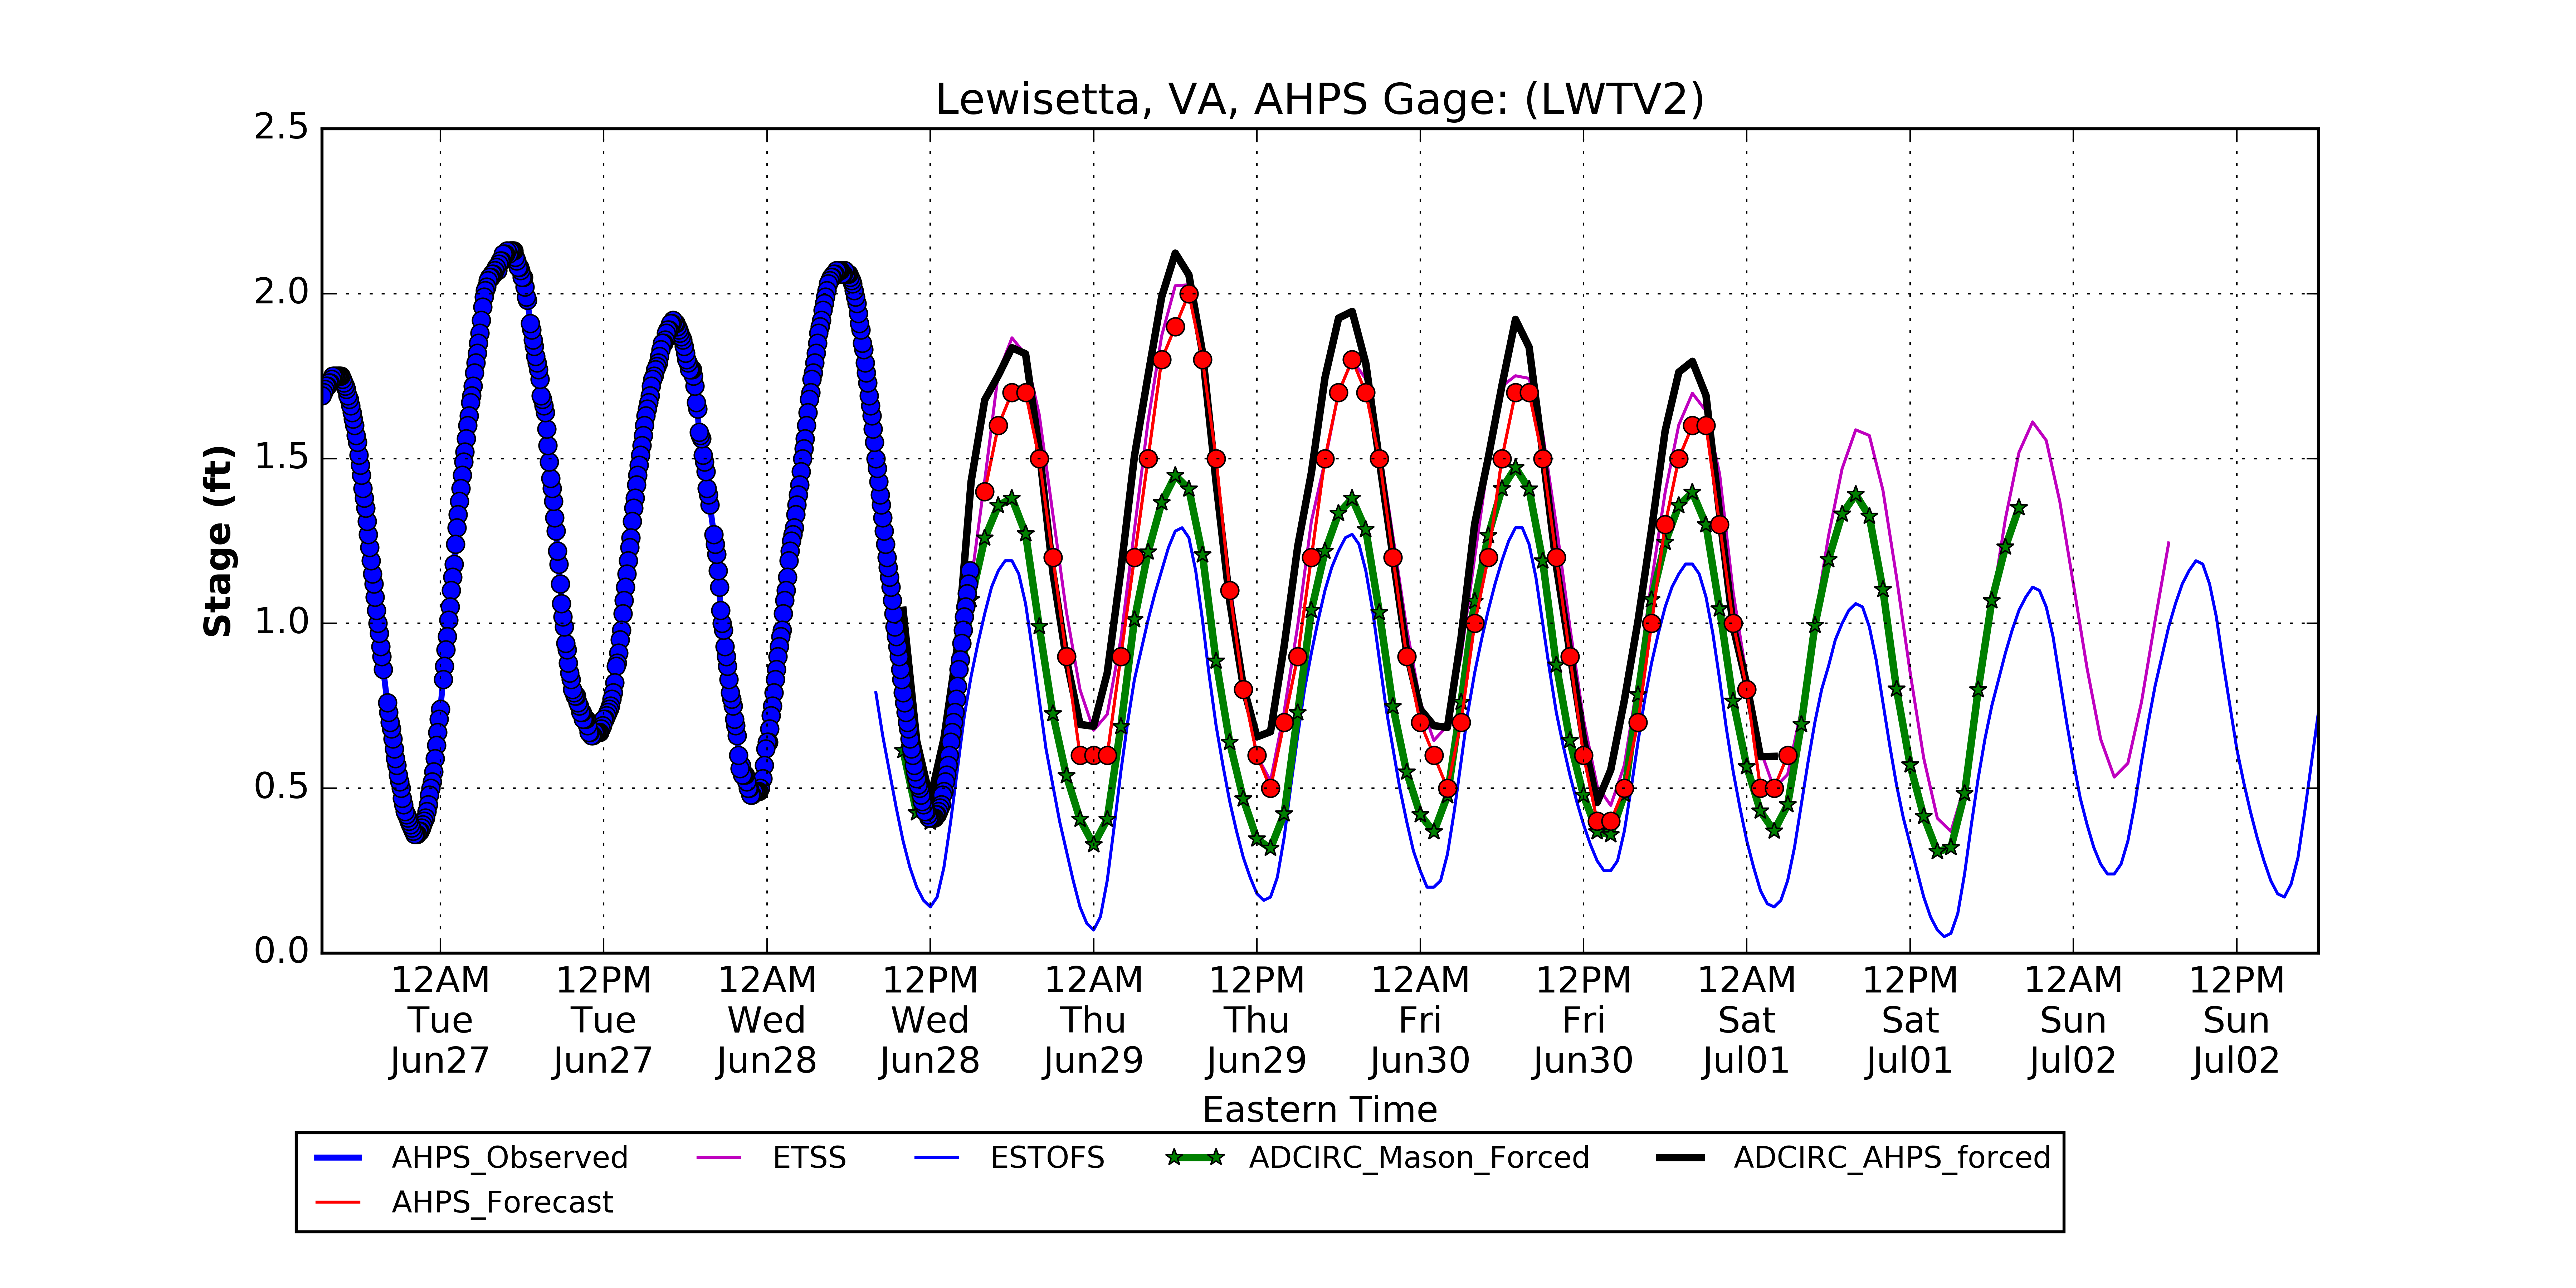 Lewisetta, VA, AHPS Gage: (LWTV2)
2.5
2.0
1.5
1.0
0.5
0.0
Stage (ft)
12AM 12PM 12AM 12PM 12AM 12PM 12AM 12PM 12AM 12PM 12AM 12PM
Tue Tue Wed Wed Thu Thu Fri Fri Sat Sat Sun Sun
Jun27 Jun27 Jun28 Jun28 Jun29 Jun29 Jun30 Jun30 Jul01 Jul01 Jul02 Jul02
Eastern Time
AHPS_Observed ETSS ESTOFS ADCIRC_Mason_Forced ADCIRC_AHPS_forced
AHPS_Forecast